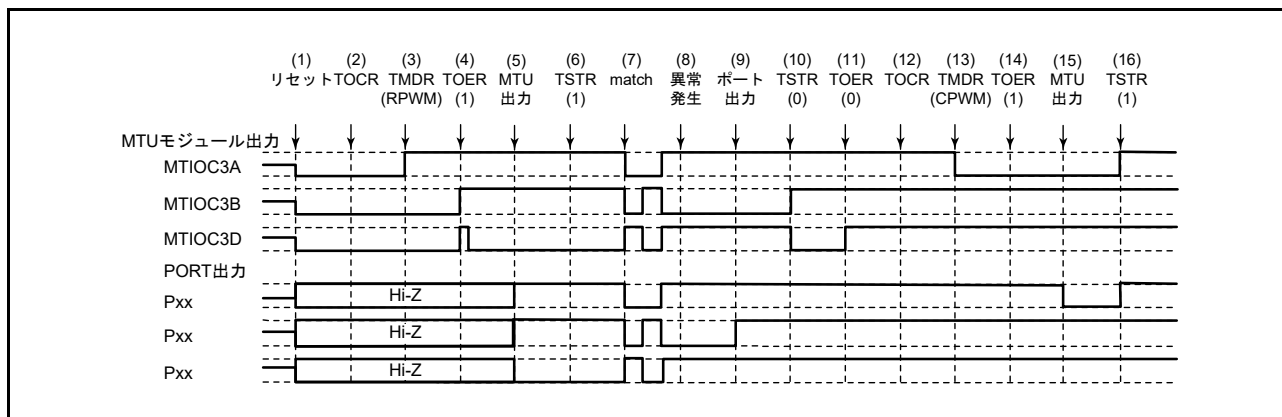 (1) (2) (3) (4) (5) (6) (7) (8) (9) (10) (11) (12) (13) (14) (15) (16)
リセット TOCR TMDR TOER MTU TSTR match 異常 ポート TSTR TOER TOCR TMDR TOER MTU TSTR
(RPWM) (1) 出力 (1) 発生 出力 (0) (0) (CPWM) (1) 出力 (1)
MTUモジュール出力
MTIOC3A
MTIOC3B
MTIOC3D
PORT出力
Pxx Hi-Z
Pxx Hi-Z
Pxx Hi-Z